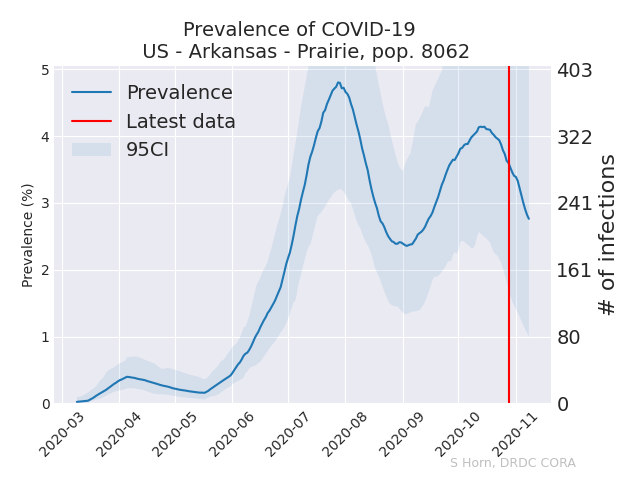 Prevalence of COVID-19
US - Arkansas - Prairie, pop. 8062
Prevalence
Latest data
95CI
Prevalence (%)
5
4
3
2
1
0
403
322
241
161
80
0
# of infections
2020-03
2020-04
2020-05
2020-06
2020-07
2020-08
2020-09
2020-10
2020-11
S Horn, DRDC CORA